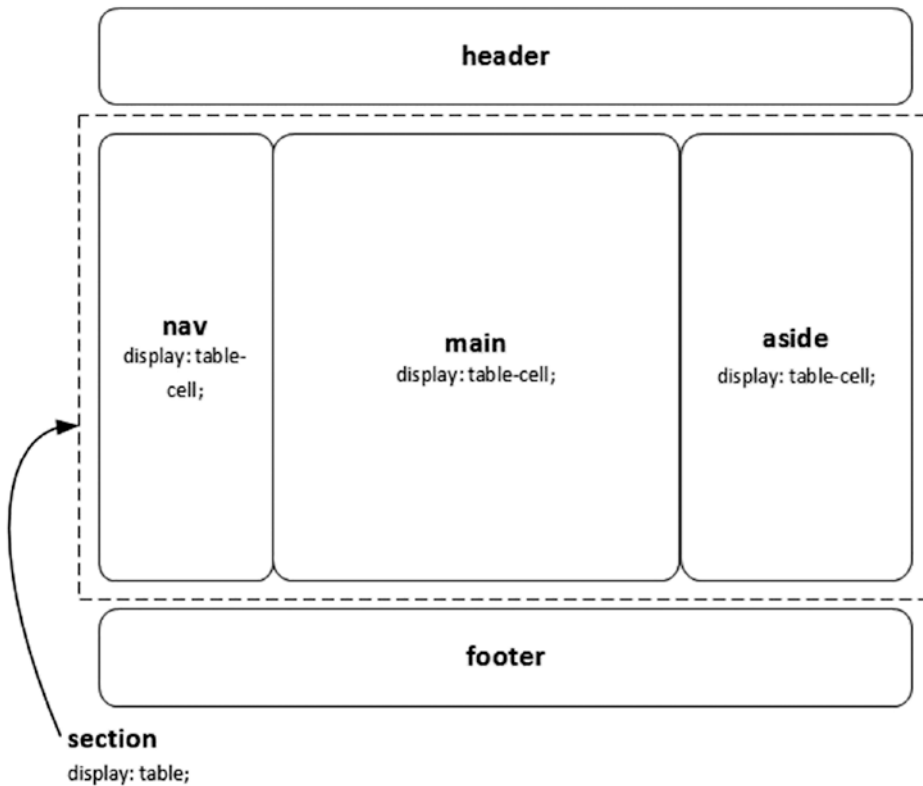 header
nav
display: table-
cell;
main
display: table-cell;
aside
display: table-cell;
footer
section
display: table;